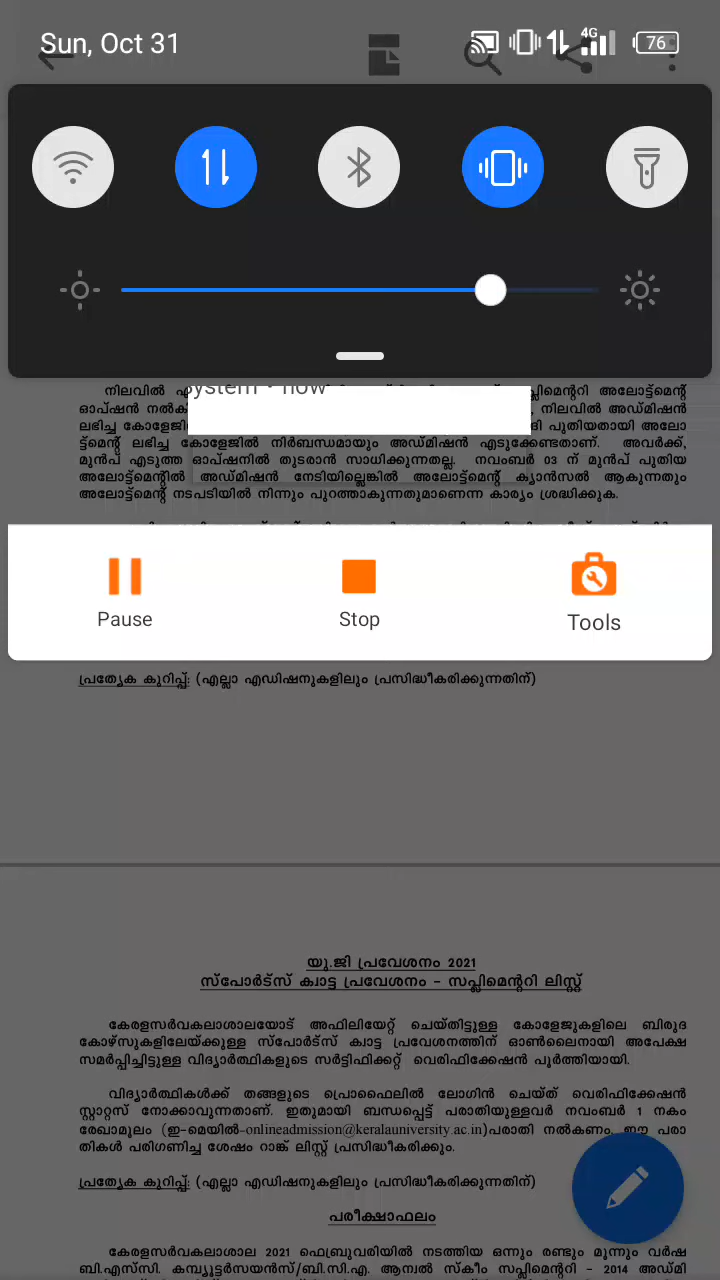 Sun, Oct 31
4G
76
System • now
നിലവിൽ
പ്ലിമെന്ററി അലോട്ട്മെന്റ്
ഓപ്ഷൻ നൽകി
, നിലവിൽ അഡ്മിഷൻ
ലഭിച്ച കോളേജി
ദി പുതിയതായി അലോ
ട്ട്മെന്റ് ലഭിച്ച കോളേജിൽ നിർബന്ധമായും അഡ്മിഷൻ എടുക്കേണ്ടതാണ്. അവർക്ക്,
മുൻപ് എടുത്ത ഓപ്ഷനിൽ തുടരാൻ സാധിക്കുന്നതല്ല. നവംബർ 03 ന് മുൻപ് പുതിയ
അലോട്ട്മെന്റിൽ അഡ്മിഷൻ നേടിയില്ലെങ്കിൽ അലോട്ട്മെന്റ് ക്യാൻസൽ ആകുന്നതും
അലോട്ട്മെന്റ് നടപടിയിൽ നിന്നും പുറത്താകുന്നതുമാണെന്ന കാര്യം ശ്രദ്ധിക്കുക.
Pause Stop Tools
പ്രത്യേക കുറിപ്പ്: (എല്ലാ എഡിഷനുകളിലും പ്രസിദ്ധീകരിക്കുന്നതിന്)
യു.ജി പ്രവേശനം 2021
സ്പോർട്സ് ക്വാട്ട പ്രവേശനം – സപ്ലിമെന്ററി ലിസ്റ്റ്
കേരളസർവകലാശാലയോട് അഫിലിയേറ്റ് ചെയ്തിട്ടുള്ള കോളേജുകളിലെ ബിരുദ
കോഴ്സുകളിലേയ്ക്കുള്ള സ്പോർട്സ് ക്വാട്ട പ്രവേശനത്തിന് ഓൺലൈനായി അപേക്ഷ
സമർപ്പിച്ചിട്ടുള്ള വിദ്യാർത്ഥികളുടെ സർട്ടിഫിക്കറ്റ് വെരിഫിക്കേഷൻ പൂർത്തിയായി.
വിദ്യാർത്ഥികൾക്ക് തങ്ങളുടെ പ്രൊഫൈലിൽ ലോഗിൻ ചെയ്ത് വെരിഫിക്കേഷൻ
സ്റ്റാറ്റസ് നോക്കാവുന്നതാണ്. ഇതുമായി ബന്ധപ്പെട്ട് പരാതിയുള്ളവർ നവംബർ 1 നകം
രേഖാമൂലം (ഇ-മെയിൽ-onlineadmission@keralauniversity.ac.in)പരാതി നൽകണം. ഈ പരാ
തികൾ പരിഗണിച്ച ശേഷം റാങ്ക് ലിസ്റ്റ് പ്രസിദ്ധീകരിക്കും.
പ്രത്യേക കുറിപ്പ്: (എല്ലാ എഡിഷനുകളിലും പ്രസിദ്ധീകരിക്കുന്നതിന്)
പരീക്ഷാഫലം
കേരളസർവകലാശാല 2021 ഫെബ്രുവരിയിൽ നടത്തിയ ഒന്നും രണ്ടും മൂന്നും വർഷ
ബി.എസ്.സി. കമ്പ്യൂട്ടർസയൻസ്/ബി.സി.എ. ആന്വൽ സ്കീം സപ്ലിമെന്ററി – 2014 അഡ്മി